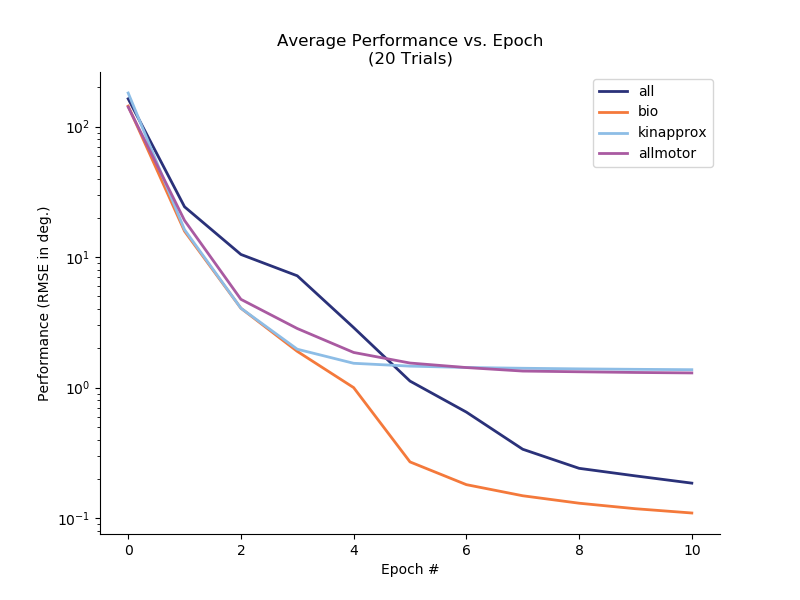 Average Performance vs. Epoch
(20 Trials)
all
bio
kinapprox
allmotor
Performance (RMSE in deg.)
10²
10¹
10⁰
10⁻¹
0 2 4 6 8 10
Epoch #